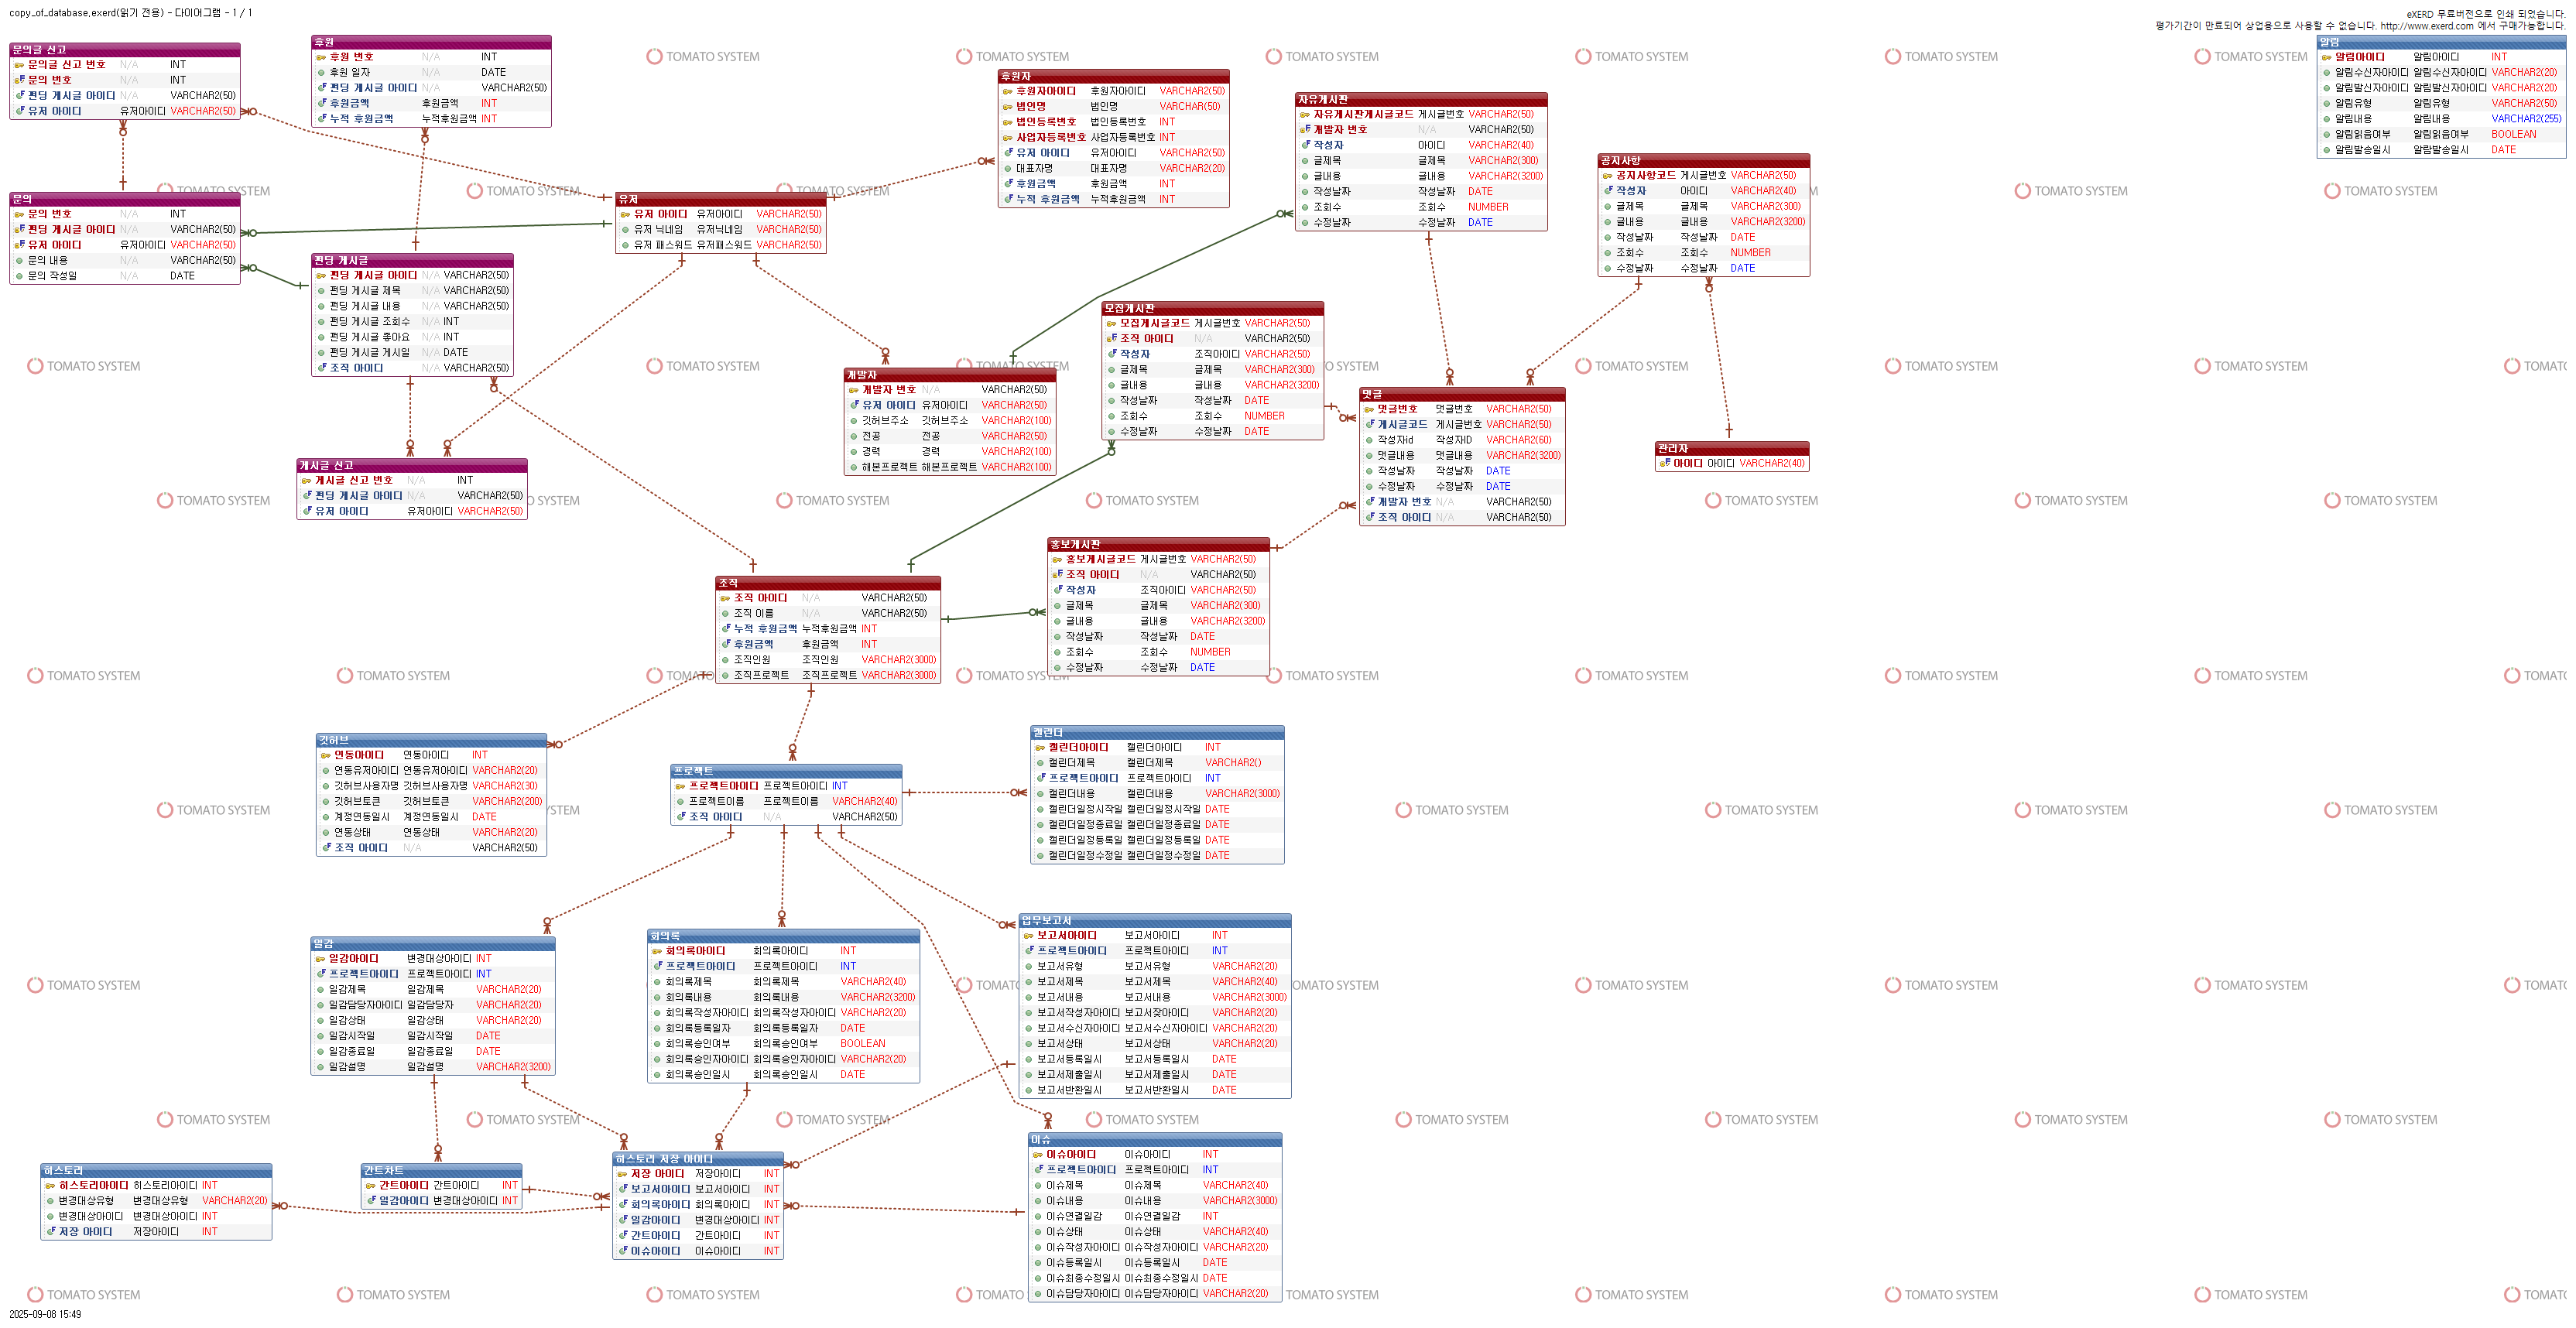 copy_of_database.exerd(읽기 전용) - 다이어그램 - 1 / 1
eXERD 무료버전으로 인쇄 되었습니다.
평가기간이 만료되어 상업용으로 사용할 수 없습니다. http://www.exerd.com 에서 구매가능합니다.
문의글 신고
문의글 신고 번호 N/A INT
문의 번호 N/A INT
펀딩 게시글 아이디 N/A VARCHAR2(50)
유저 아이디 유저아이디 VARCHAR2(50)
후원
후원 번호 N/A INT
후원 일자 N/A DATE
펀딩 게시글 아이디 N/A VARCHAR2(50)
후원금액 후원금액 INT
누적 후원금액 누적후원금액 INT
후원자
후원자아이디 후원자아이디 VARCHAR2(50)
법인명 법인명 VARCHAR(50)
법인등록번호 법인등록번호 INT
사업자등록번호 사업자등록번호 INT
유저 아이디 유저아이디 VARCHAR2(50)
대표자명 대표자명 VARCHAR2(20)
후원금액 후원금액 INT
누적 후원금액 누적후원금액 INT
자유게시판
자유게시판게시글코드 게시글번호 VARCHAR2(50)
개발자 번호 N/A VARCHAR2(50)
작성자 아이디 VARCHAR2(40)
글제목 글제목 VARCHAR2(300)
글내용 글내용 VARCHAR2(3200)
작성날짜 작성날짜 DATE
조회수 조회수 NUMBER
수정날짜 수정날짜 DATE
공지사항
공지사항코드 게시글번호 VARCHAR2(50)
작성자 아이디 VARCHAR2(40)
글제목 글제목 VARCHAR2(300)
글내용 글내용 VARCHAR2(3200)
작성날짜 작성날짜 DATE
조회수 조회수 NUMBER
수정날짜 수정날짜 DATE
알림
알림아이디 알림아이디 INT
알림수신자아이디 알림수신자아이디 VARCHAR2(20)
알림발신자아이디 알림발신자아이디 VARCHAR2(20)
알림유형 알림유형 VARCHAR2(50)
알림내용 알림내용 VARCHAR2(255)
알림읽음여부 알림읽음여부 BOOLEAN
알림발송일시 알림발송일시 DATE
문의
문의 번호 N/A INT
펀딩 게시글 아이디 N/A VARCHAR2(50)
유저 아이디 유저아이디 VARCHAR2(50)
문의 내용 N/A VARCHAR2(50)
문의 작성일 N/A DATE
유저
유저 아이디 유저아이디 VARCHAR2(50)
유저 닉네임 유저닉네임 VARCHAR2(50)
유저 패스워드 유저패스워드 VARCHAR2(50)
펀딩 게시글
펀딩 게시글 아이디 N/A VARCHAR2(50)
펀딩 게시글 제목 N/A VARCHAR2(50)
펀딩 게시글 내용 N/A VARCHAR2(50)
펀딩 게시글 조회수 N/A INT
펀딩 게시글 좋아요 N/A INT
펀딩 게시글 게시일 N/A DATE
조직 아이디 N/A VARCHAR2(50)
모집게시판
모집게시글코드 게시글번호 VARCHAR2(50)
조직 아이디 N/A VARCHAR2(50)
작성자 조직아이디 VARCHAR2(50)
글제목 글제목 VARCHAR2(300)
글내용 글내용 VARCHAR2(3200)
작성날짜 작성날짜 DATE
조회수 조회수 NUMBER
수정날짜 수정날짜 DATE
개발자
개발자 번호 N/A VARCHAR2(50)
유저 아이디 유저아이디 VARCHAR2(50)
깃허브주소 깃허브주소 VARCHAR2(100)
전공 전공 VARCHAR2(50)
경력 경력 VARCHAR2(100)
해본프로젝트 해본프로젝트 VARCHAR2(100)
댓글
댓글번호 댓글번호 VARCHAR2(50)
게시글코드 게시글번호 VARCHAR2(50)
작성자id 작성자ID VARCHAR2(60)
댓글내용 댓글내용 VARCHAR2(3200)
작성날짜 작성날짜 DATE
수정날짜 수정날짜 DATE
개발자 번호 N/A VARCHAR2(50)
조직 아이디 N/A VARCHAR2(50)
관리자
아이디 아이디 VARCHAR2(40)
게시글 신고
게시글 신고 번호 N/A INT
펀딩 게시글 아이디 N/A VARCHAR2(50)
유저 아이디 유저아이디 VARCHAR2(50)
홍보게시판
홍보게시글코드 게시글번호 VARCHAR2(50)
조직 아이디 N/A VARCHAR2(50)
작성자 조직아이디 VARCHAR2(50)
글제목 글제목 VARCHAR2(300)
글내용 글내용 VARCHAR2(3200)
작성날짜 작성날짜 DATE
조회수 조회수 NUMBER
수정날짜 수정날짜 DATE
조직
조직 아이디 N/A VARCHAR2(50)
조직 이름 N/A VARCHAR2(50)
누적 후원금액 누적후원금액 INT
후원금액 후원금액 INT
조직인원 조직인원 VARCHAR2(3000)
조직프로젝트 조직프로젝트 VARCHAR2(3000)
깃허브
연동아이디 연동아이디 INT
연동유저아이디 연동유저아이디 VARCHAR2(20)
깃허브사용자명 깃허브사용자명 VARCHAR2(30)
깃허브토큰 깃허브토큰 VARCHAR2(200)
계정연동일시 계정연동일시 DATE
연동상태 연동상태 VARCHAR2(20)
조직 아이디 N/A VARCHAR2(50)
프로젝트
프로젝트아이디 프로젝트아이디 INT
프로젝트이름 프로젝트이름 VARCHAR2(40)
조직 아이디 N/A VARCHAR2(50)
캘린더
캘린더아이디 캘린더아이디 INT
캘린더제목 캘린더제목 VARCHAR2()
프로젝트아이디 프로젝트아이디 INT
캘린더내용 캘린더내용 VARCHAR2(3000)
캘린더일정시작일 캘린더일정시작일 DATE
캘린더일정종료일 캘린더일정종료일 DATE
캘린더일정등록일 캘린더일정등록일 DATE
캘린더일정수정일 캘린더일정수정일 DATE
일감
일감아이디 변경대상아이디 INT
프로젝트아이디 프로젝트아이디 INT
일감제목 일감제목 VARCHAR2(20)
일감담당자아이디 일감담당자 VARCHAR2(20)
일감상태 일감상태 VARCHAR2(20)
일감시작일 일감시작일 DATE
일감종료일 일감종료일 DATE
일감설명 일감설명 VARCHAR2(3200)
회의록
회의록아이디 회의록아이디 INT
프로젝트아이디 프로젝트아이디 INT
회의록제목 회의록제목 VARCHAR2(40)
회의록내용 회의록내용 VARCHAR2(3200)
회의록작성자아이디 회의록작성자아이디 VARCHAR2(20)
회의록등록일자 회의록등록일자 DATE
회의록승인여부 회의록승인여부 BOOLEAN
회의록승인자아이디 회의록승인자아이디 VARCHAR2(20)
회의록승인일시 회의록승인일시 DATE
업무보고서
보고서아이디 보고서아이디 INT
프로젝트아이디 프로젝트아이디 INT
보고서유형 보고서유형 VARCHAR2(20)
보고서제목 보고서제목 VARCHAR2(40)
보고서내용 보고서내용 VARCHAR2(3000)
보고서작성자아이디 보고서잦아이디 VARCHAR2(20)
보고서수신자아이디 보고서수신자아이디 VARCHAR2(20)
보고서상태 보고서상태 VARCHAR2(20)
보고서등록일시 보고서등록일시 DATE
보고서제출일시 보고서제출일시 DATE
보고서반환일시 보고서반환일시 DATE
히스토리
히스토리아이디 히스토리아이디 INT
변경대상유형 변경대상유형 VARCHAR2(20)
변경대상아이디 변경대상아이디 INT
저장 아이디 저장아이디 INT
간트차트
간트아이디 간트아이디 INT
일감아이디 변경대상아이디 INT
히스토리 저장 아이디
저장 아이디 저장아이디 INT
보고서아이디 보고서아이디 INT
회의록아이디 회의록아이디 INT
일감아이디 변경대상아이디 INT
간트아이디 간트아이디 INT
이슈아이디 이슈아이디 INT
이슈
이슈아이디 이슈아이디 INT
프로젝트아이디 프로젝트아이디 INT
이슈제목 이슈제목 VARCHAR2(40)
이슈내용 이슈내용 VARCHAR2(3000)
이슈연결일감 이슈연결일감 INT
이슈상태 이슈상태 VARCHAR2(40)
이슈작성자아이디 이슈작성자아이디 VARCHAR2(20)
이슈등록일시 이슈등록일시 DATE
이슈최종수정일시 이슈최종수정일시 DATE
이슈담당자아이디 이슈담당자아이디 VARCHAR2(20)
TOMATO SYSTEM
2025-09-08 15:49